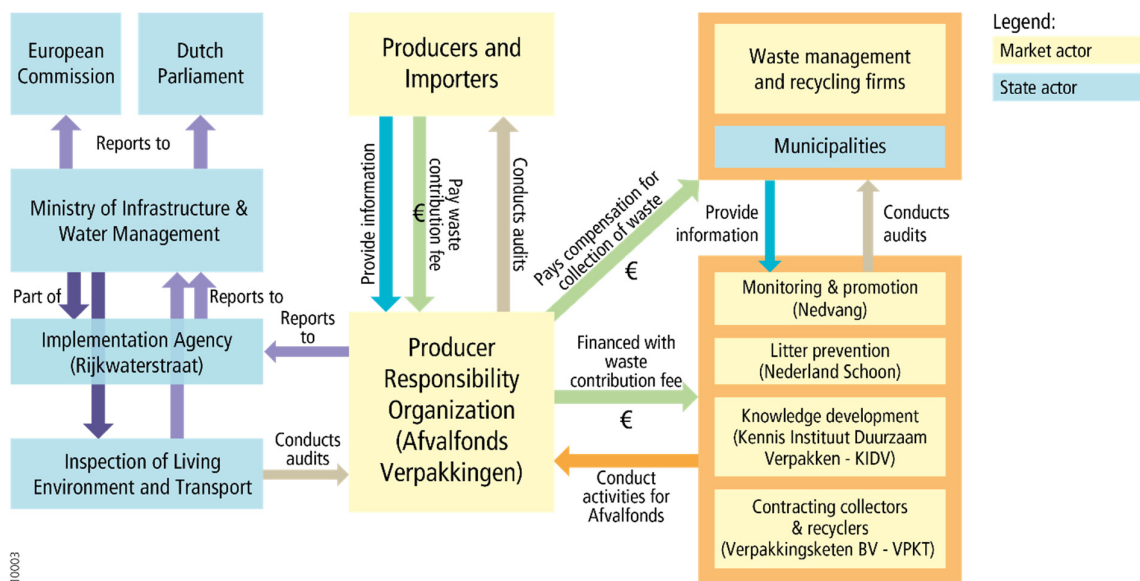 European
Commission
Dutch
Parliament
Reports to
Ministry of Infrastructure &
Water Management
Part of
Reports to
Implementation Agency
(Rijkwaterstraat)
Inspection of Living
Environment and Transport
Reports
to
Conducts
audits
Producers and
Importers
Provide information
Pay waste
contribution fee
€
Conducts audits
Producer
Responsibility
Organization
(Afvalfonds
Verpakkingen)
Pays compensation for
collection of waste
€
Financed with
waste
contribution fee
€
Conduct
activities for
Afvalfonds
Waste management
and recycling firms
Municipalities
Provide
information
Conducts
audits
Monitoring & promotion
(Nedvang)
Litter prevention
(Nederland Schoon)
Knowledge development
(Kennis Instituut Duurzaam
Verpakken - KIDV)
Contracting collectors
& recyclers
(Verpakkingsketen BV - VPKT)
Legend:
Market actor
State actor